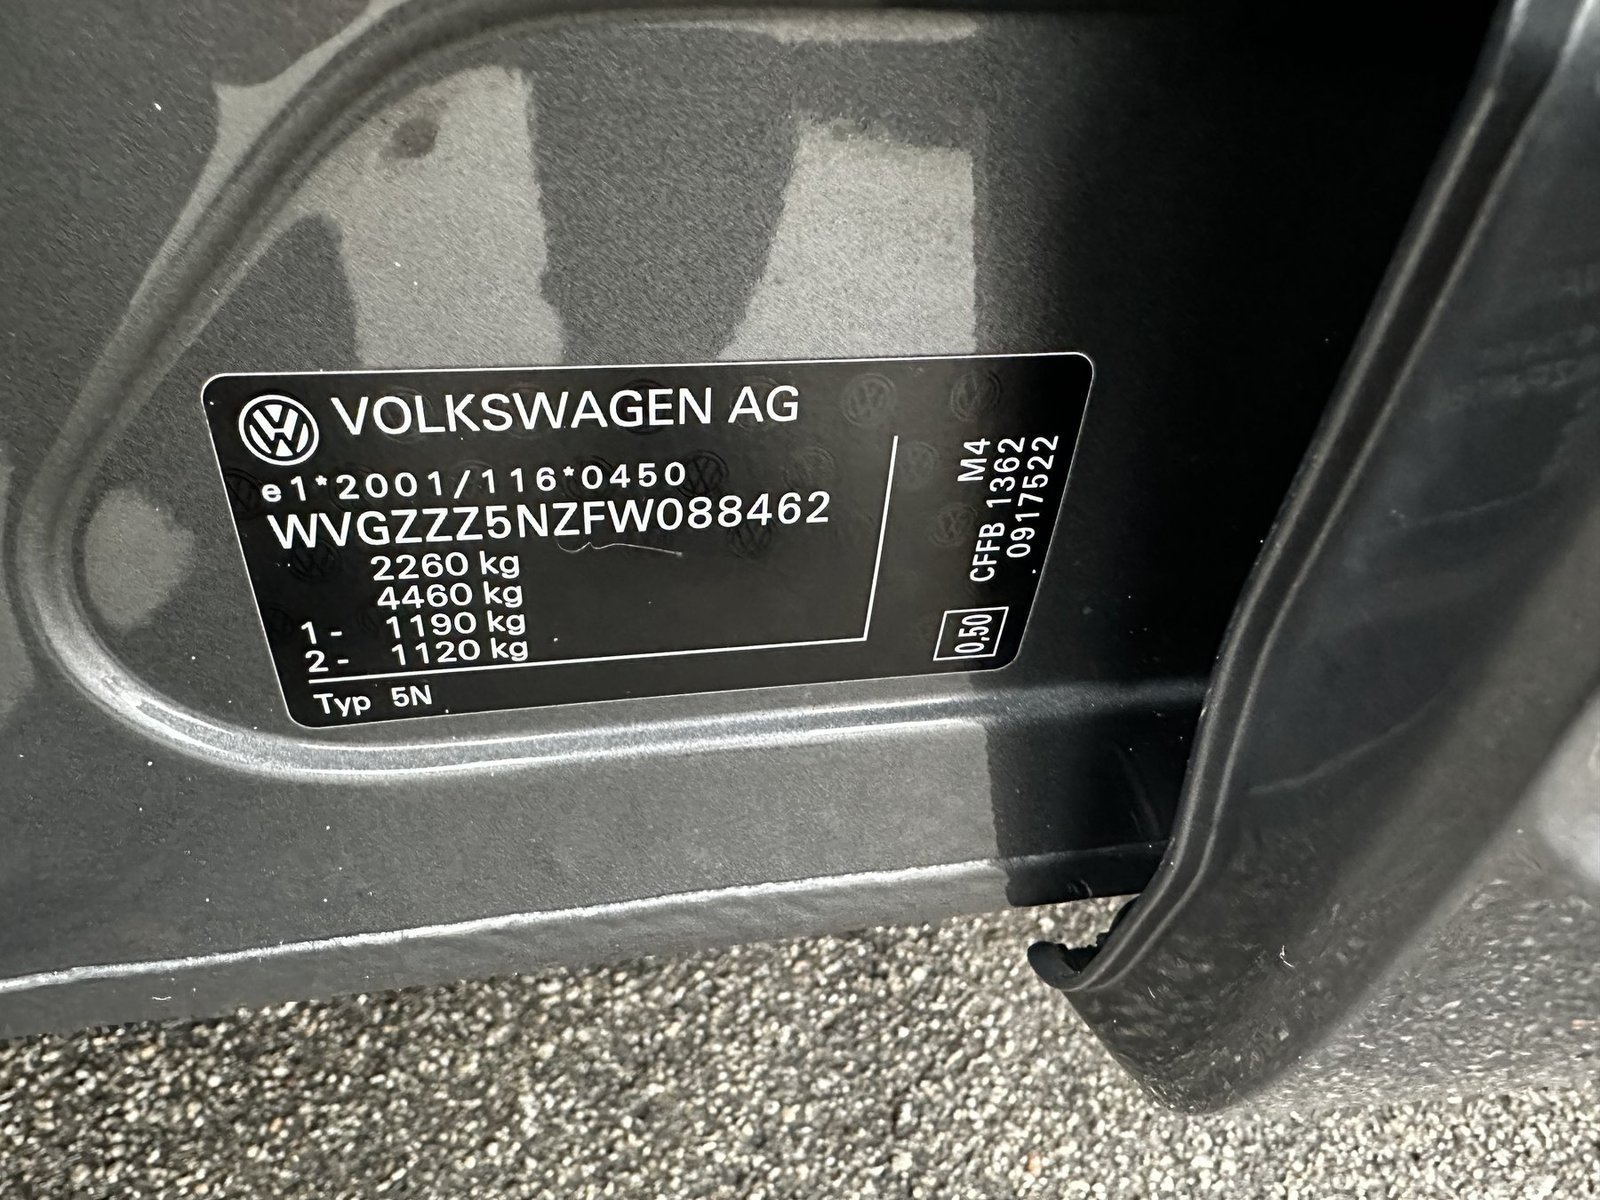 VOLKSWAGEN AG
e1*2001/116*0450
WVGZZZ5NZFW088462
2260 kg
4460 kg
1- 1190 kg
2- 1120 kg
Typ 5N
M4
CFFB 1362
0917522
0,50